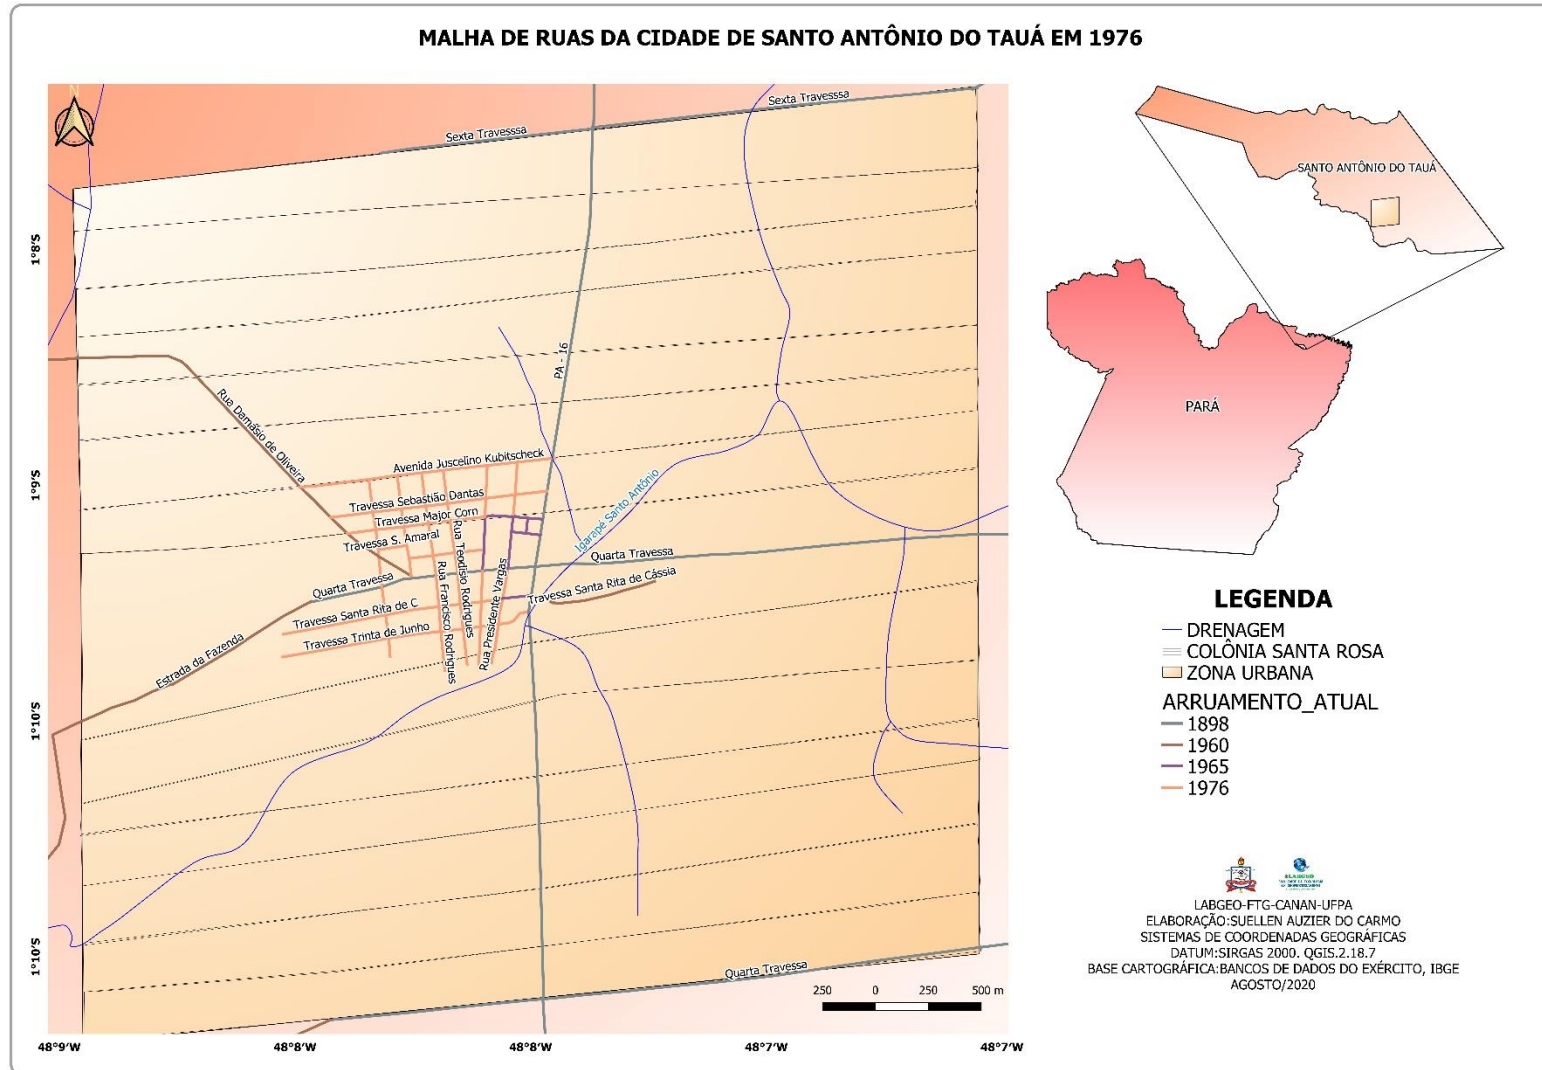 MALHA DE RUAS DA CIDADE DE SANTO ANTÔNIO DO TAUÁ EM 1976
N
Sexta Travesssa
Sexta Travesssa
SANTO ANTÔNIO DO TAUÁ
1°8'S
PA - 16
Rua Damásio de Oliveira
PARÁ
1°9'S
Avenida Juscelino Kubitscheck
Travessa Sebastião Dantas
Travessa Major Corn
Travessa S. Amaral
Rua Teodisio Rodrigues
Igarapé Santo Antônio
Quarta Travessa
Quarta Travessa
Rua Francisco Rodrigues
Rua Presidente Vargas
Travessa Santa Rita de Cássia
Travessa Santa Rita de C
Travessa Trinta de Junho
Estrada da Fazenda
1°10'S
1°10'S
Quarta Travessa
250 0 250 500 m
48°9'W 48°8'W 48°8'W 48°7'W 48°7'W
LEGENDA
DRENAGEM
COLÔNIA SANTA ROSA
ZONA URBANA
ARRUAMENTO_ATUAL
1898
1960
1965
1976
LABGEO-FTG-CANAN-UFPA
ELABORAÇÃO:SUELLEN AUZIER DO CARMO
SISTEMAS DE COORDENADAS GEOGRÁFICAS
DATUM:SIRGAS 2000. QGIS.2.18.7
BASE CARTOGRÁFICA:BANCOS DE DADOS DO EXÉRCITO, IBGE
AGOSTO/2020